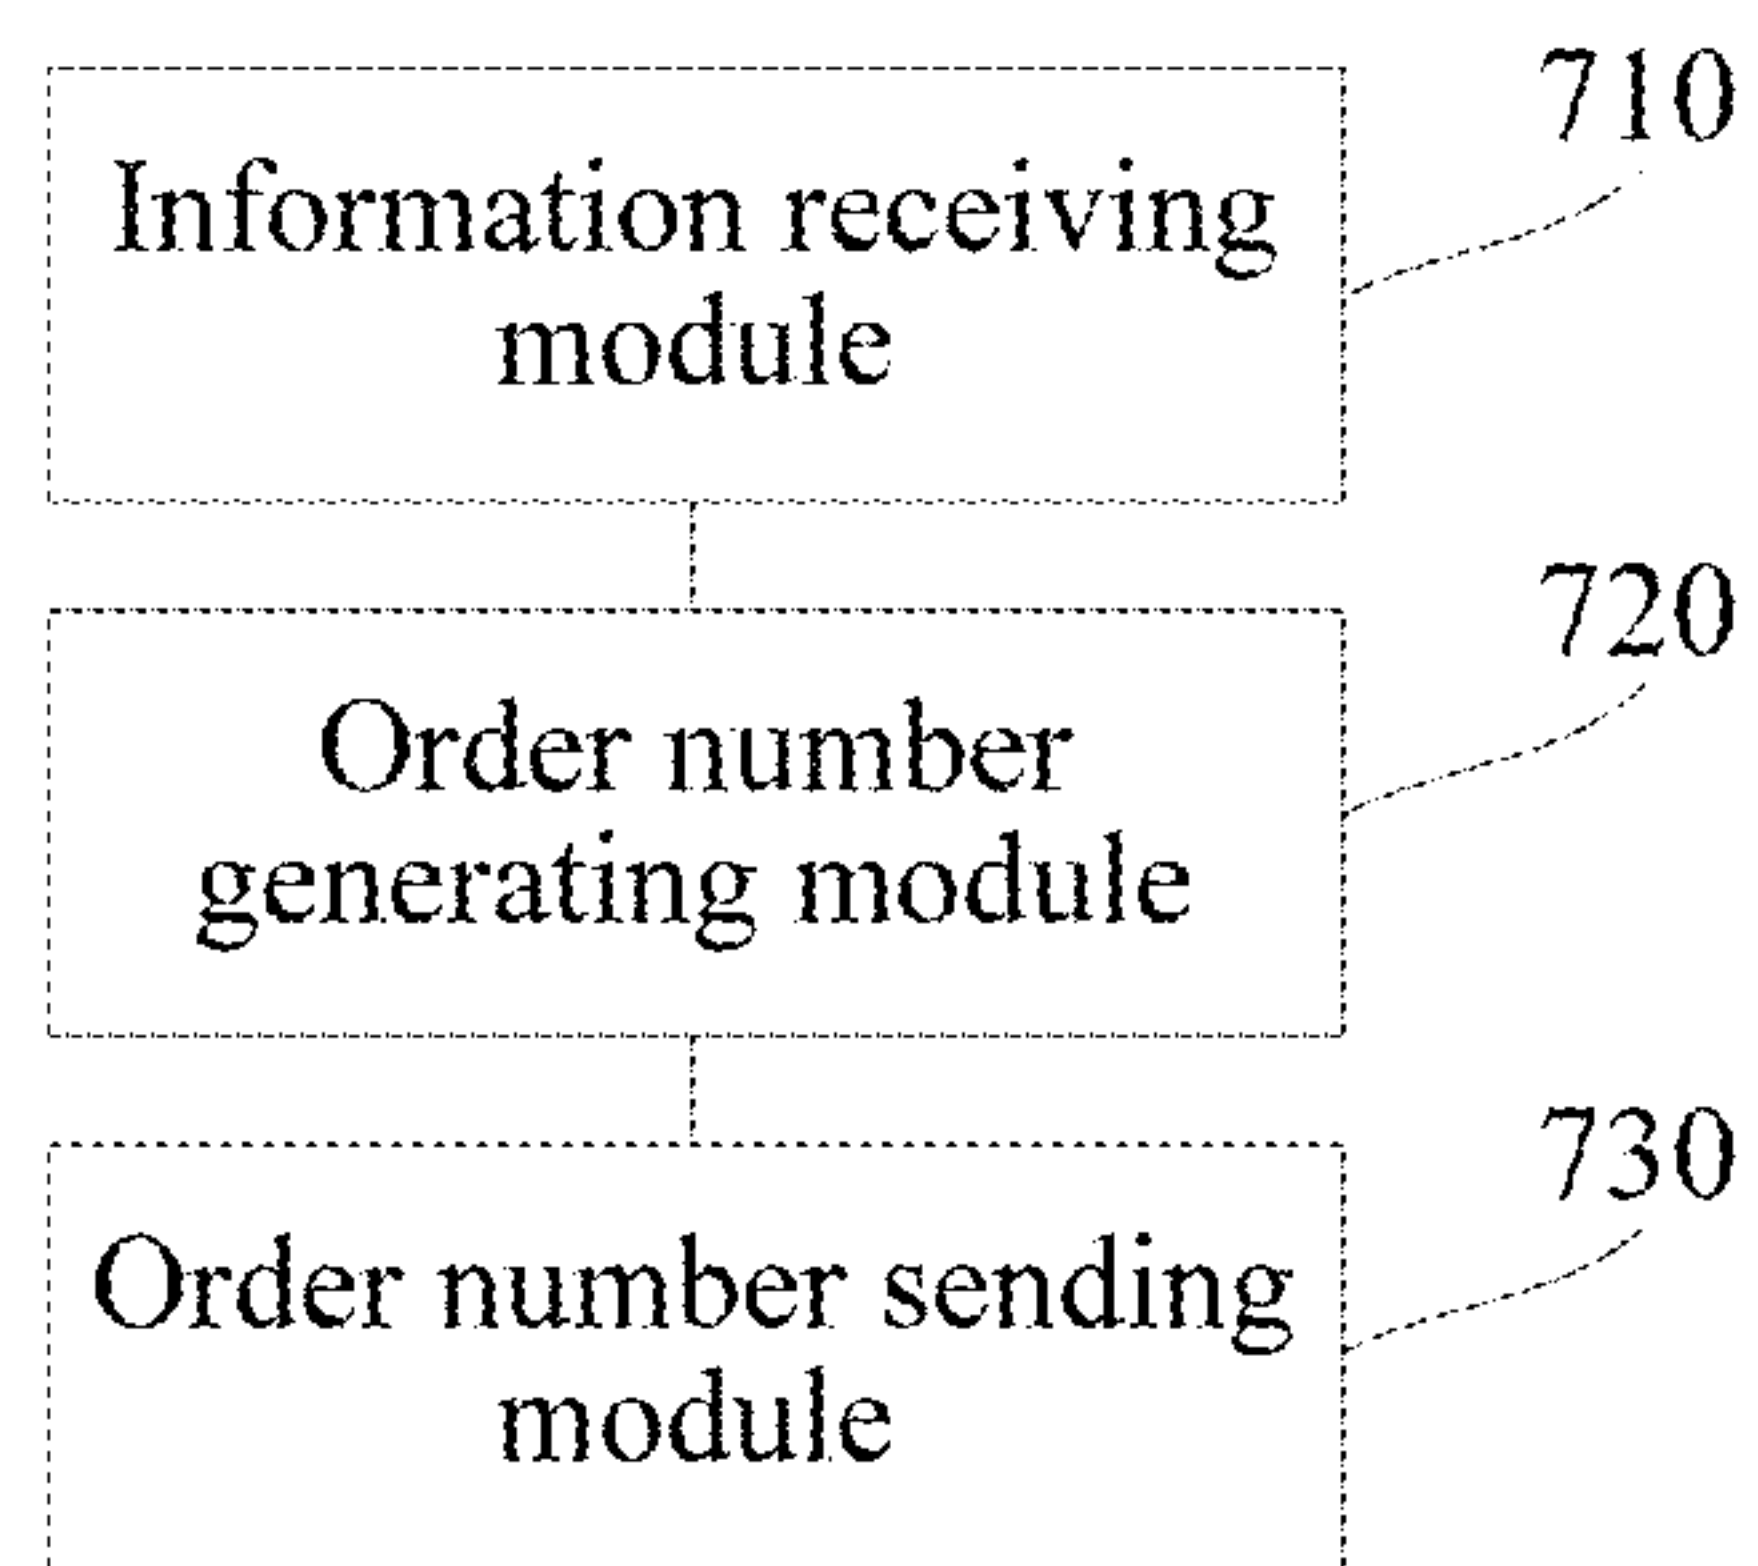 710
Information receiving
module
720
Order number
generating module
730
Order number sending
module